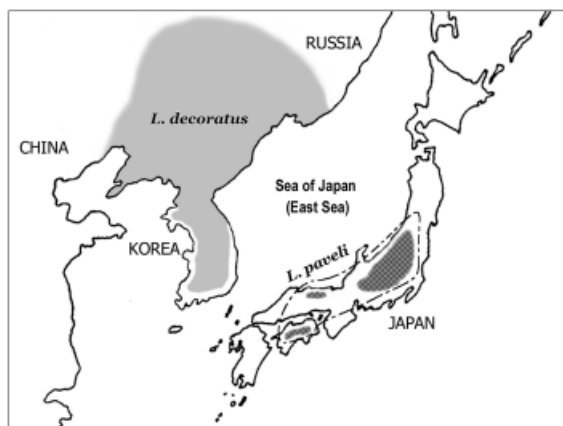 RUSSIA
L. decoratus
CHINA
Sea of Japan
(East Sea)
KOREA
L. paveli
JAPAN